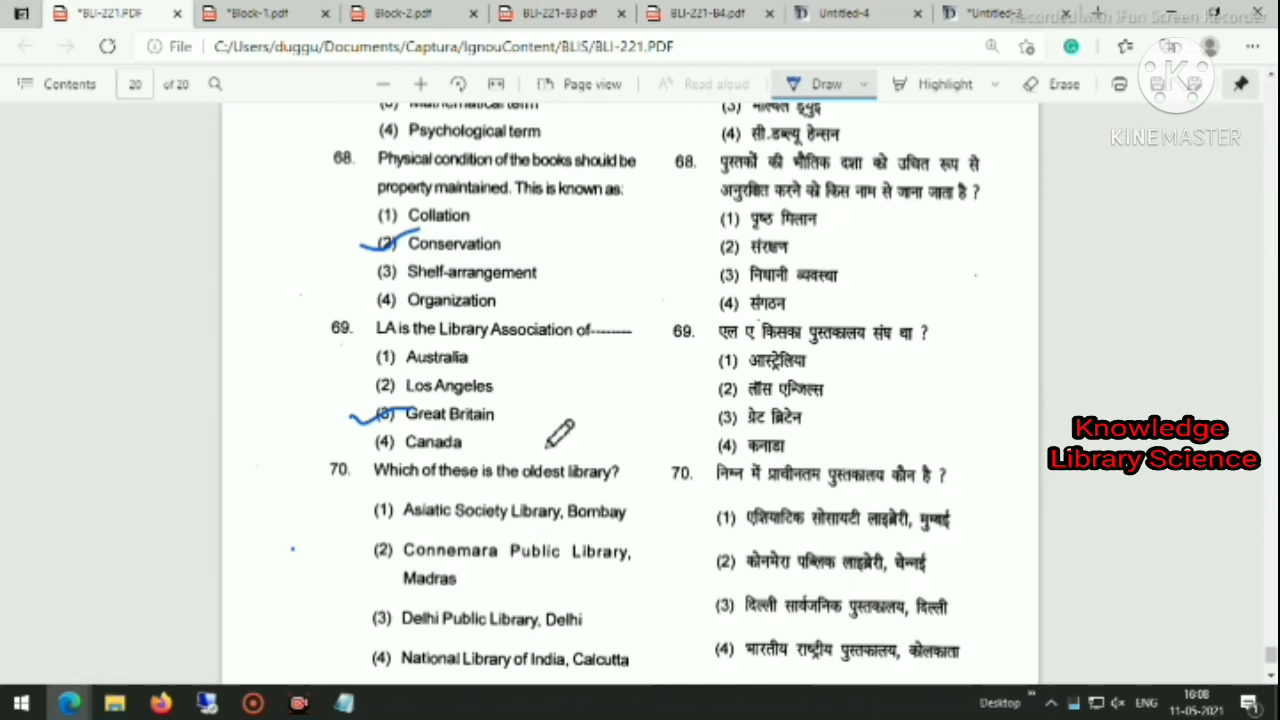 *BLI-221.PDF
*Block-1.pdf
Block-2.pdf
BLI-221-B3.pdf
BLI-221-B4.pdf
Untitled-4
Recorded with iFun Screen Recorder
File
C:/Users/duggu/Documents/Captura/IgnouContent/BLIS/BLI-221.PDF
Contents
20 of 20
Page view
Read aloud
Draw
Highlight
Erase
KINEMASTER
(4) Psychological term
68. Physical condition of the books should be
property maintained. This is known as:
(1) Collation
(2) Conservation
(3) Shelf-arrangement
(4) Organization
69. LA is the Library Association of--------
(1) Australia
(2) Los Angeles
(3) Great Britain
(4) Canada
70. Which of these is the oldest library?
(1) Asiatic Society Library, Bombay
(2) Connemara Public Library,
Madras
(3) Delhi Public Library, Delhi
(4) National Library of India, Calcutta
(4) सी.डब्ल्यू हेन्सन
68. पुस्तकों की भौतिक दशा को उचित रूप से
अनुरक्षित करने को किस नाम से जाना जाता है ?
(1) पृष्ठ मिलान
(2) संरक्षण
(3) निधानी व्यवस्था
(4) संगठन
69. एल ए किसका पुस्तकालय संघ था ?
(1) आस्ट्रेलिया
(2) लॉस एन्जिल्स
(3) ग्रेट ब्रिटेन
(4) कनाडा
70. निम्न में प्राचीनतम पुस्तकालय कौन है ?
(1) एशियाटिक सोसायटी लाइब्रेरी, मुम्बई
(2) कोनमेरा पब्लिक लाइब्रेरी, चेन्नई
(3) दिल्ली सार्वजनिक पुस्तकालय, दिल्ली
(4) भारतीय राष्ट्रीय पुस्तकालय, कोलकाता
Knowledge
Library Science
Desktop
ENG
16:08
11-05-2021